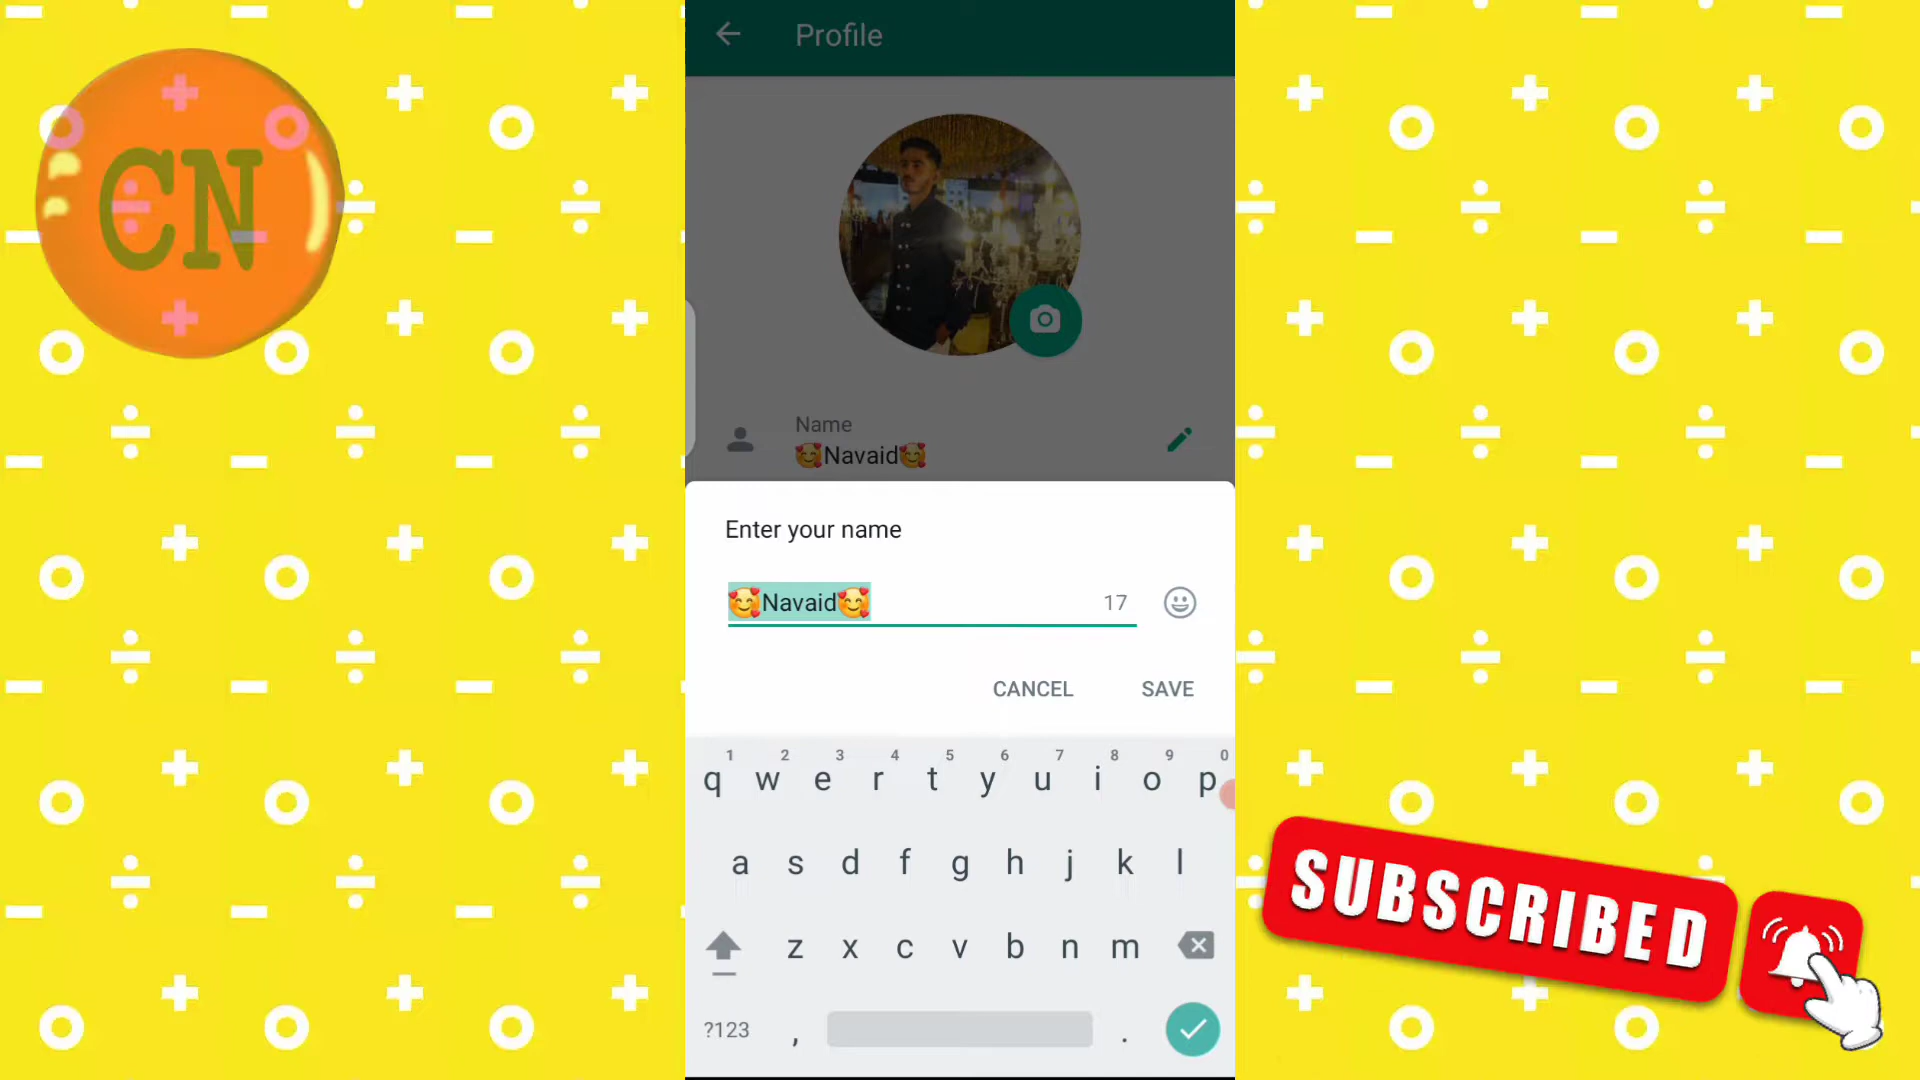 CN
Profile
Name
🥰Navaid🥰
Enter your name
🥰Navaid🥰 17
CANCEL SAVE
1 2 3 4 5 6 7 8 9 0
q w e r t y u i o p
a s d f g h j k l
z x c v b n m
?123 , .
SUBSCRIBED